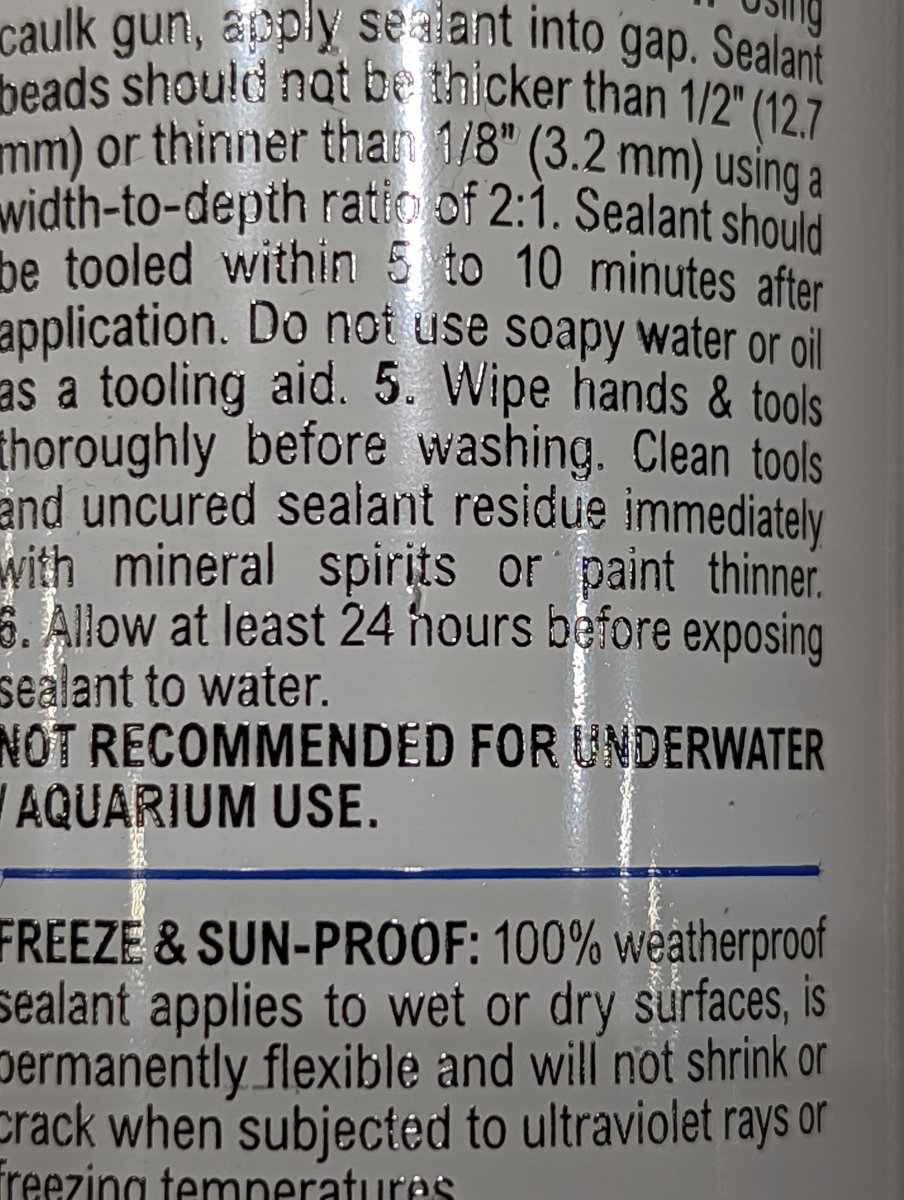 using
caulk gun, apply sealant into gap. Sealant
beads should not be thicker than 1/2" (12.7
mm) or thinner than 1/8" (3.2 mm) using a
width-to-depth ratio of 2:1. Sealant should
be tooled within 5 to 10 minutes after
application. Do not use soapy water or oil
as a tooling aid. 5. Wipe hands & tools
thoroughly before washing. Clean tools
and uncured sealant residue immediately
with mineral spirits or paint thinner.
6. Allow at least 24 hours before exposing
sealant to water.
NOT RECOMMENDED FOR UNDERWATER
/ AQUARIUM USE.
FREEZE & SUN-PROOF: 100% weatherproof
sealant applies to wet or dry surfaces, is
permanently flexible and will not shrink or
crack when subjected to ultraviolet rays or
freezing temperatures